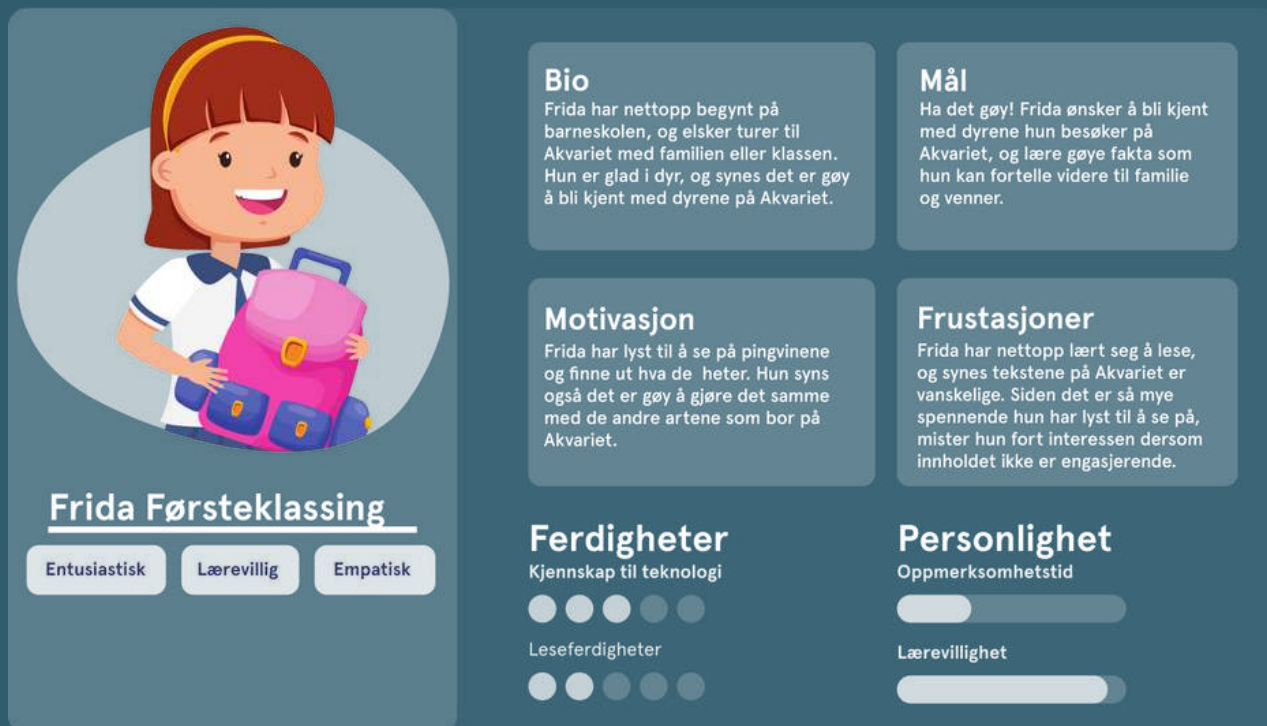 Frida Førsteklassing
Entusiastisk
Lærevillig
Empatisk
Bio
Frida har nettopp begynt på
barneskolen, og elsker turer til
Akvariet med familien eller klassen.
Hun er glad i dyr, og synes det er gøy
å bli kjent med dyrene på Akvariet.
Mål
Ha det gøy! Frida ønsker å bli kjent
med dyrene hun besøker på
Akvariet, og lære gøye fakta som
hun kan fortelle videre til familie
og venner.
Motivasjon
Frida har lyst til å se på pingvinene
og finne ut hva de  heter. Hun syns
også det er gøy å gjøre det samme
med de andre artene som bor på
Akvariet.
Frustasjoner
Frida har nettopp lært seg å lese,
og synes tekstene på Akvariet er
vanskelige. Siden det er så mye
spennende hun har lyst til å se på,
mister hun fort interessen dersom
innholdet ikke er engasjerende.
Ferdigheter
Kjennskap til teknologi
Leseferdigheter
Personlighet
Oppmerksomhetstid
Lærevillighet